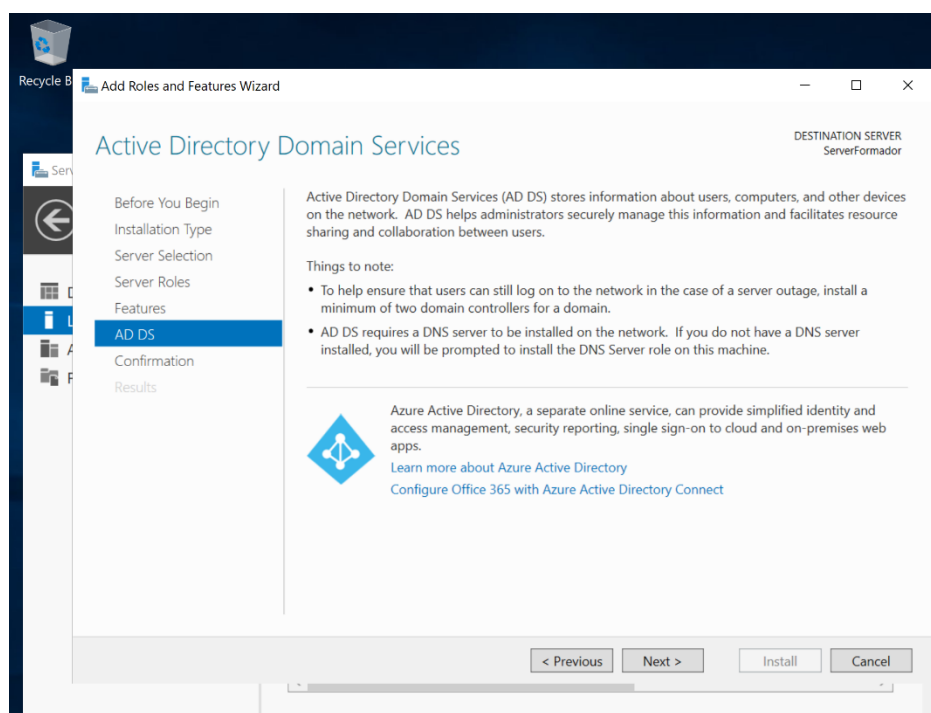 Recycle B
Add Roles and Features Wizard
Active Directory Domain Services
DESTINATION SERVER
ServerFormador
Serv
Before You Begin
Installation Type
Server Selection
Server Roles
Features
AD DS
Confirmation
Results
Active Directory Domain Services (AD DS) stores information about users, computers, and other devices
on the network. AD DS helps administrators securely manage this information and facilitates resource
sharing and collaboration between users.
Things to note:
• To help ensure that users can still log on to the network in the case of a server outage, install a
minimum of two domain controllers for a domain.
• AD DS requires a DNS server to be installed on the network. If you do not have a DNS server
installed, you will be prompted to install the DNS Server role on this machine.
Azure Active Directory, a separate online service, can provide simplified identity and
access management, security reporting, single sign-on to cloud and on-premises web
apps.
Learn more about Azure Active Directory
Configure Office 365 with Azure Active Directory Connect
< Previous
Next >
Install
Cancel